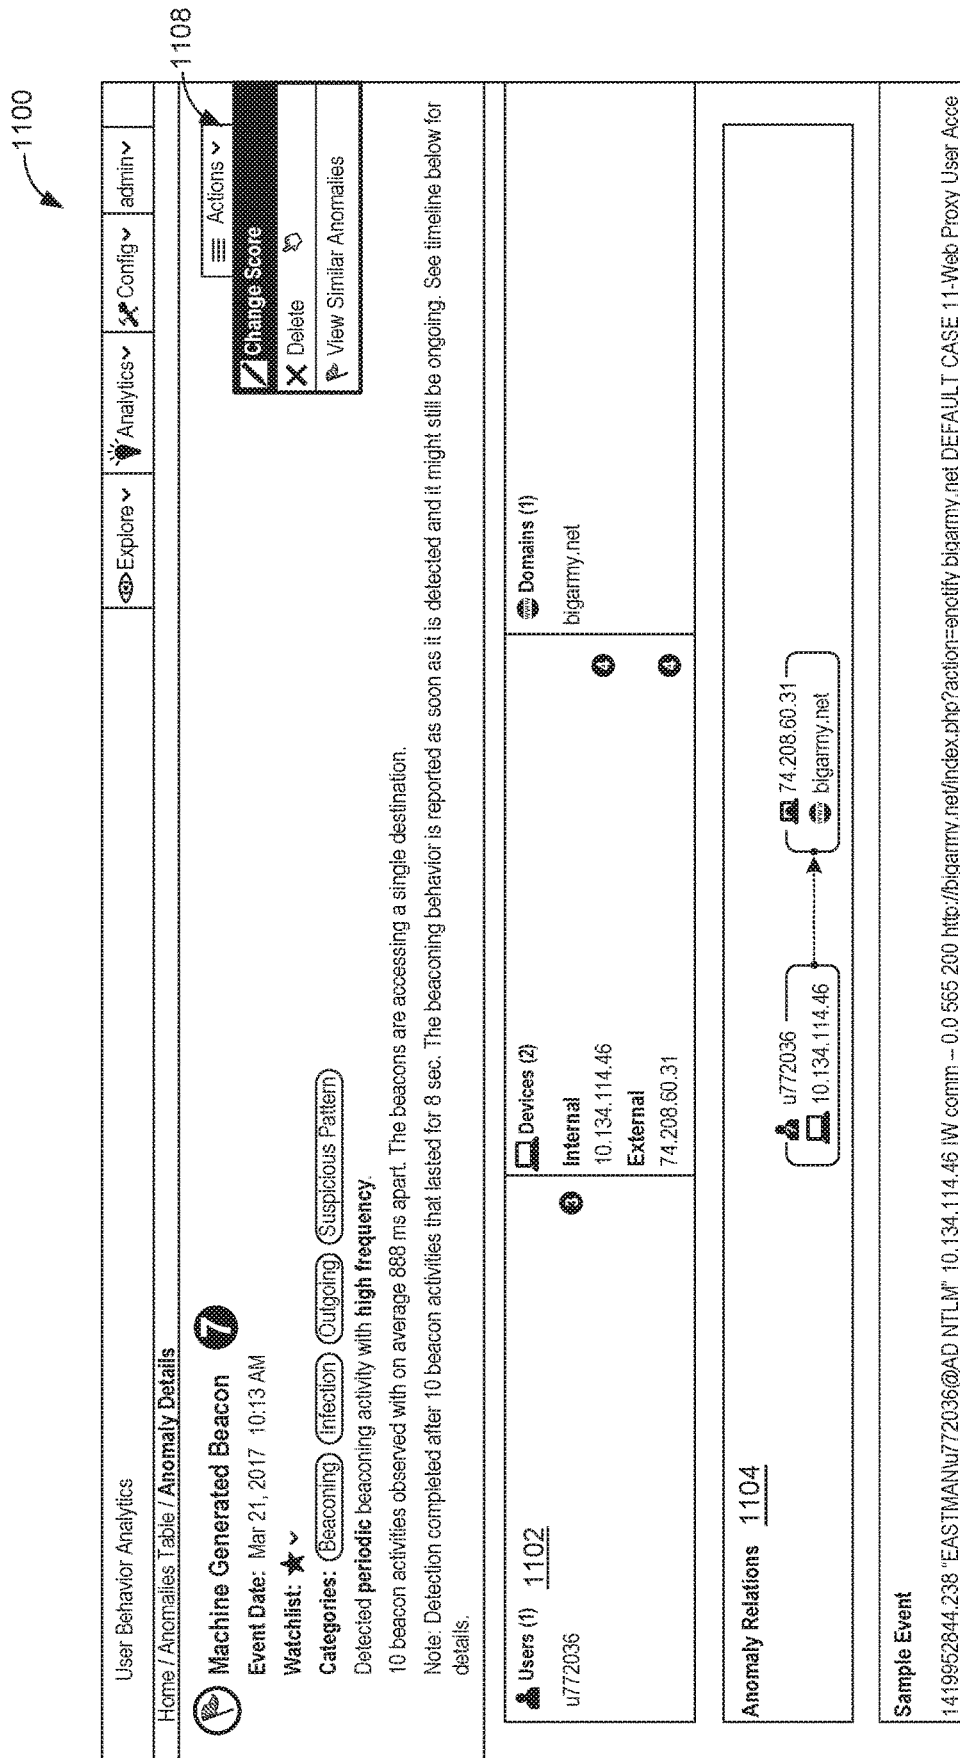 1100
User Behavior Analytics
Explore
Analytics
Config
admin
Home / Anomalies Table / Anomaly Details
Machine Generated Beacon 7
Actions
1108
Change Score
Delete
View Similar Anomalies
Event Date: Mar 21, 2017 10:13 AM
Watchlist:
Categories: Beaconing Infection Outgoing Suspicious Pattern
Detected periodic beaconing activity with high frequency.
10 beacon activities observed with on average 888 ms apart. The beacons are accessing a single destination.
Note: Detection completed after 10 beacon activities that lasted for 8 sec. The beaconing behavior is reported as soon as it is detected and it might still be ongoing. See timeline below for
details.
Users (1) 1102
u772036 3
Devices (2)
Internal
10.134.114.46 4
External
74.208.60.31 4
www Domains (1)
bigarmy.net
Anomaly Relations 1104
u772036
10.134.114.46
74.208.60.31
www bigarmy.net
Sample Event
1419952844.238 "EASTMAN\u772036@AD NTLM" 10.134.114.46 iW comm – 0.0 565 200 http://bigarmy.net/index.php?action=enotify bigarmy.net DEFAULT CASE 11-Web Proxy User Acce